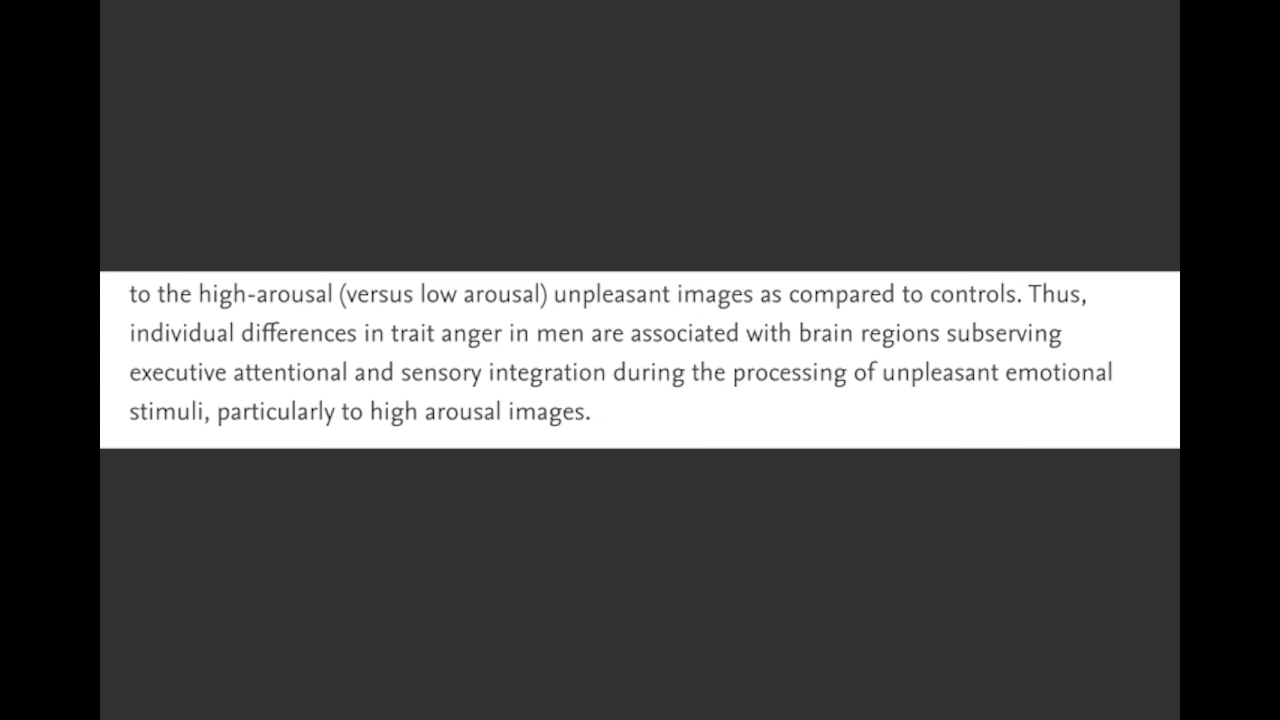 to the high-arousal (versus low arousal) unpleasant images as compared to controls. Thus,
individual differences in trait anger in men are associated with brain regions subserving
executive attentional and sensory integration during the processing of unpleasant emotional
stimuli, particularly to high arousal images.